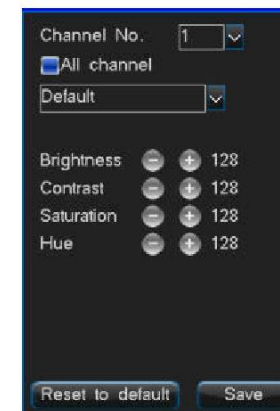 Channel No. 1
All channel
Default
Brightness 128
Contrast 128
Saturation 128
Hue 128
Reset to default Save